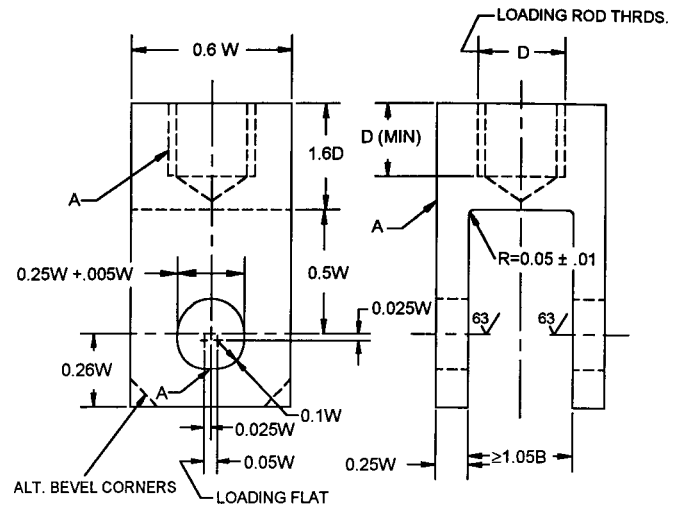 LOADING ROD THRDS.
0.6 W
D
D (MIN)
1.6D
A
A
R=0.05 ± .01
0.25W +.005W
0.5W
0.025W
63
63
0.26W
A
0.1W
0.025W
0.05W
0.25W
≥1.05B
ALT. BEVEL CORNERS
LOADING FLAT